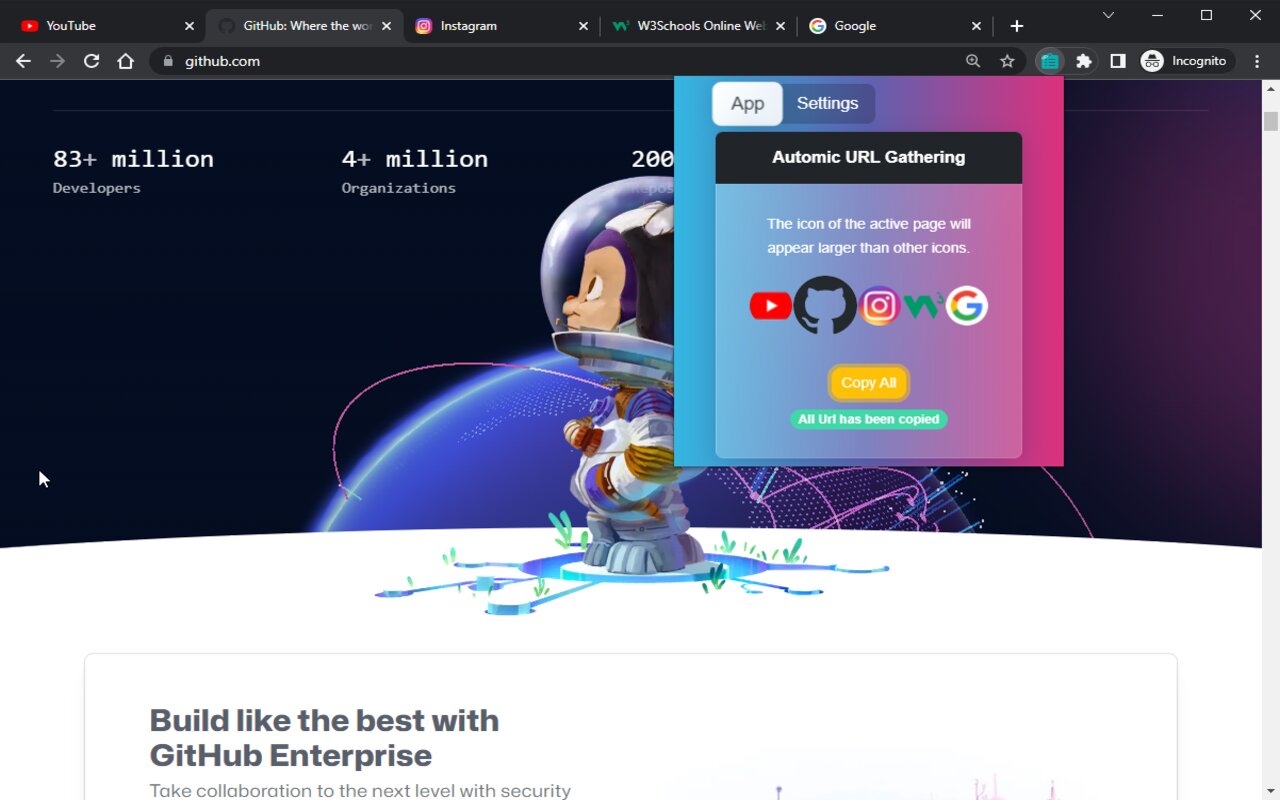 YouTube
GitHub: Where the wor
Instagram
W3Schools Online Web
Google
github.com
Incognito
App
Settings
83+ million
4+ million
200
Developers
Organizations
Automic URL Gathering
The icon of the active page will
appear larger than other icons.
Copy All
All Url has been copied
Build like the best with
GitHub Enterprise
Take collaboration to the next level with security